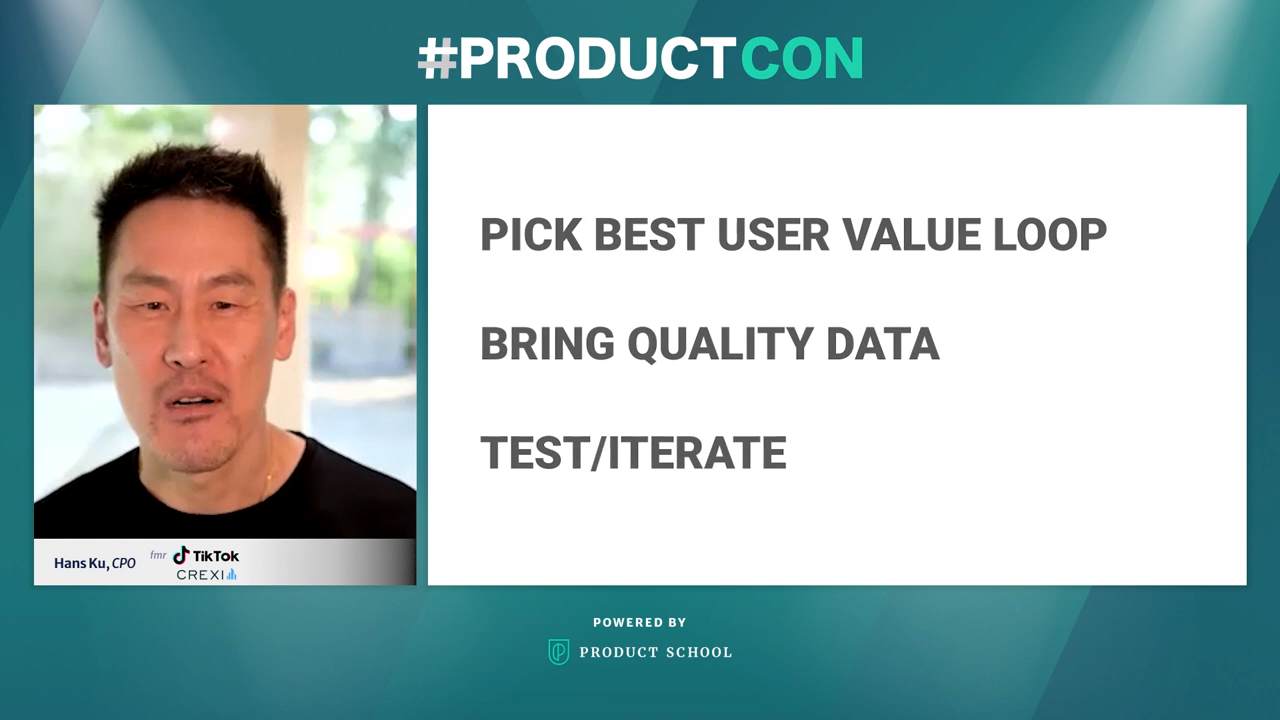 #PRODUCTCON
PICK BEST USER VALUE LOOP
BRING QUALITY DATA
TEST/ITERATE
Hans Ku, CPO
fmr TikTok
CREXI
POWERED BY
PRODUCT SCHOOL